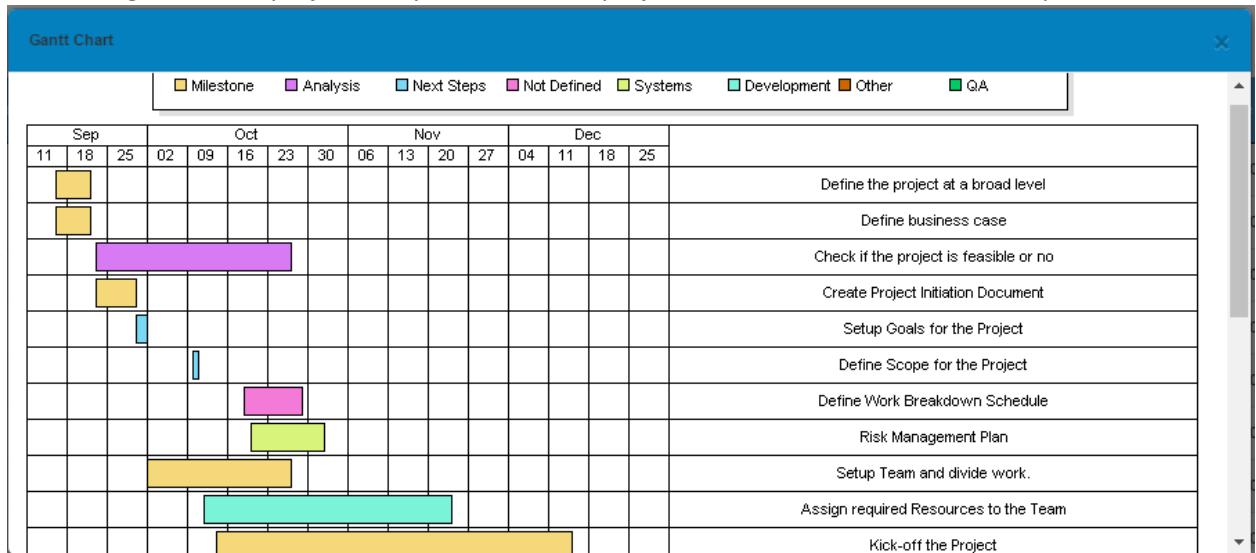 Gantt Chart ×
Milestone Analysis Next Steps Not Defined Systems Development Other QA
Sep Oct Nov Dec
11 18 25 02 09 16 23 30 06 13 20 27 04 11 18 25
Define the project at a broad level
Define business case
Check if the project is feasible or no
Create Project Initiation Document
Setup Goals for the Project
Define Scope for the Project
Define Work Breakdown Schedule
Risk Management Plan
Setup Team and divide work.
Assign required Resources to the Team
Kick-off the Project